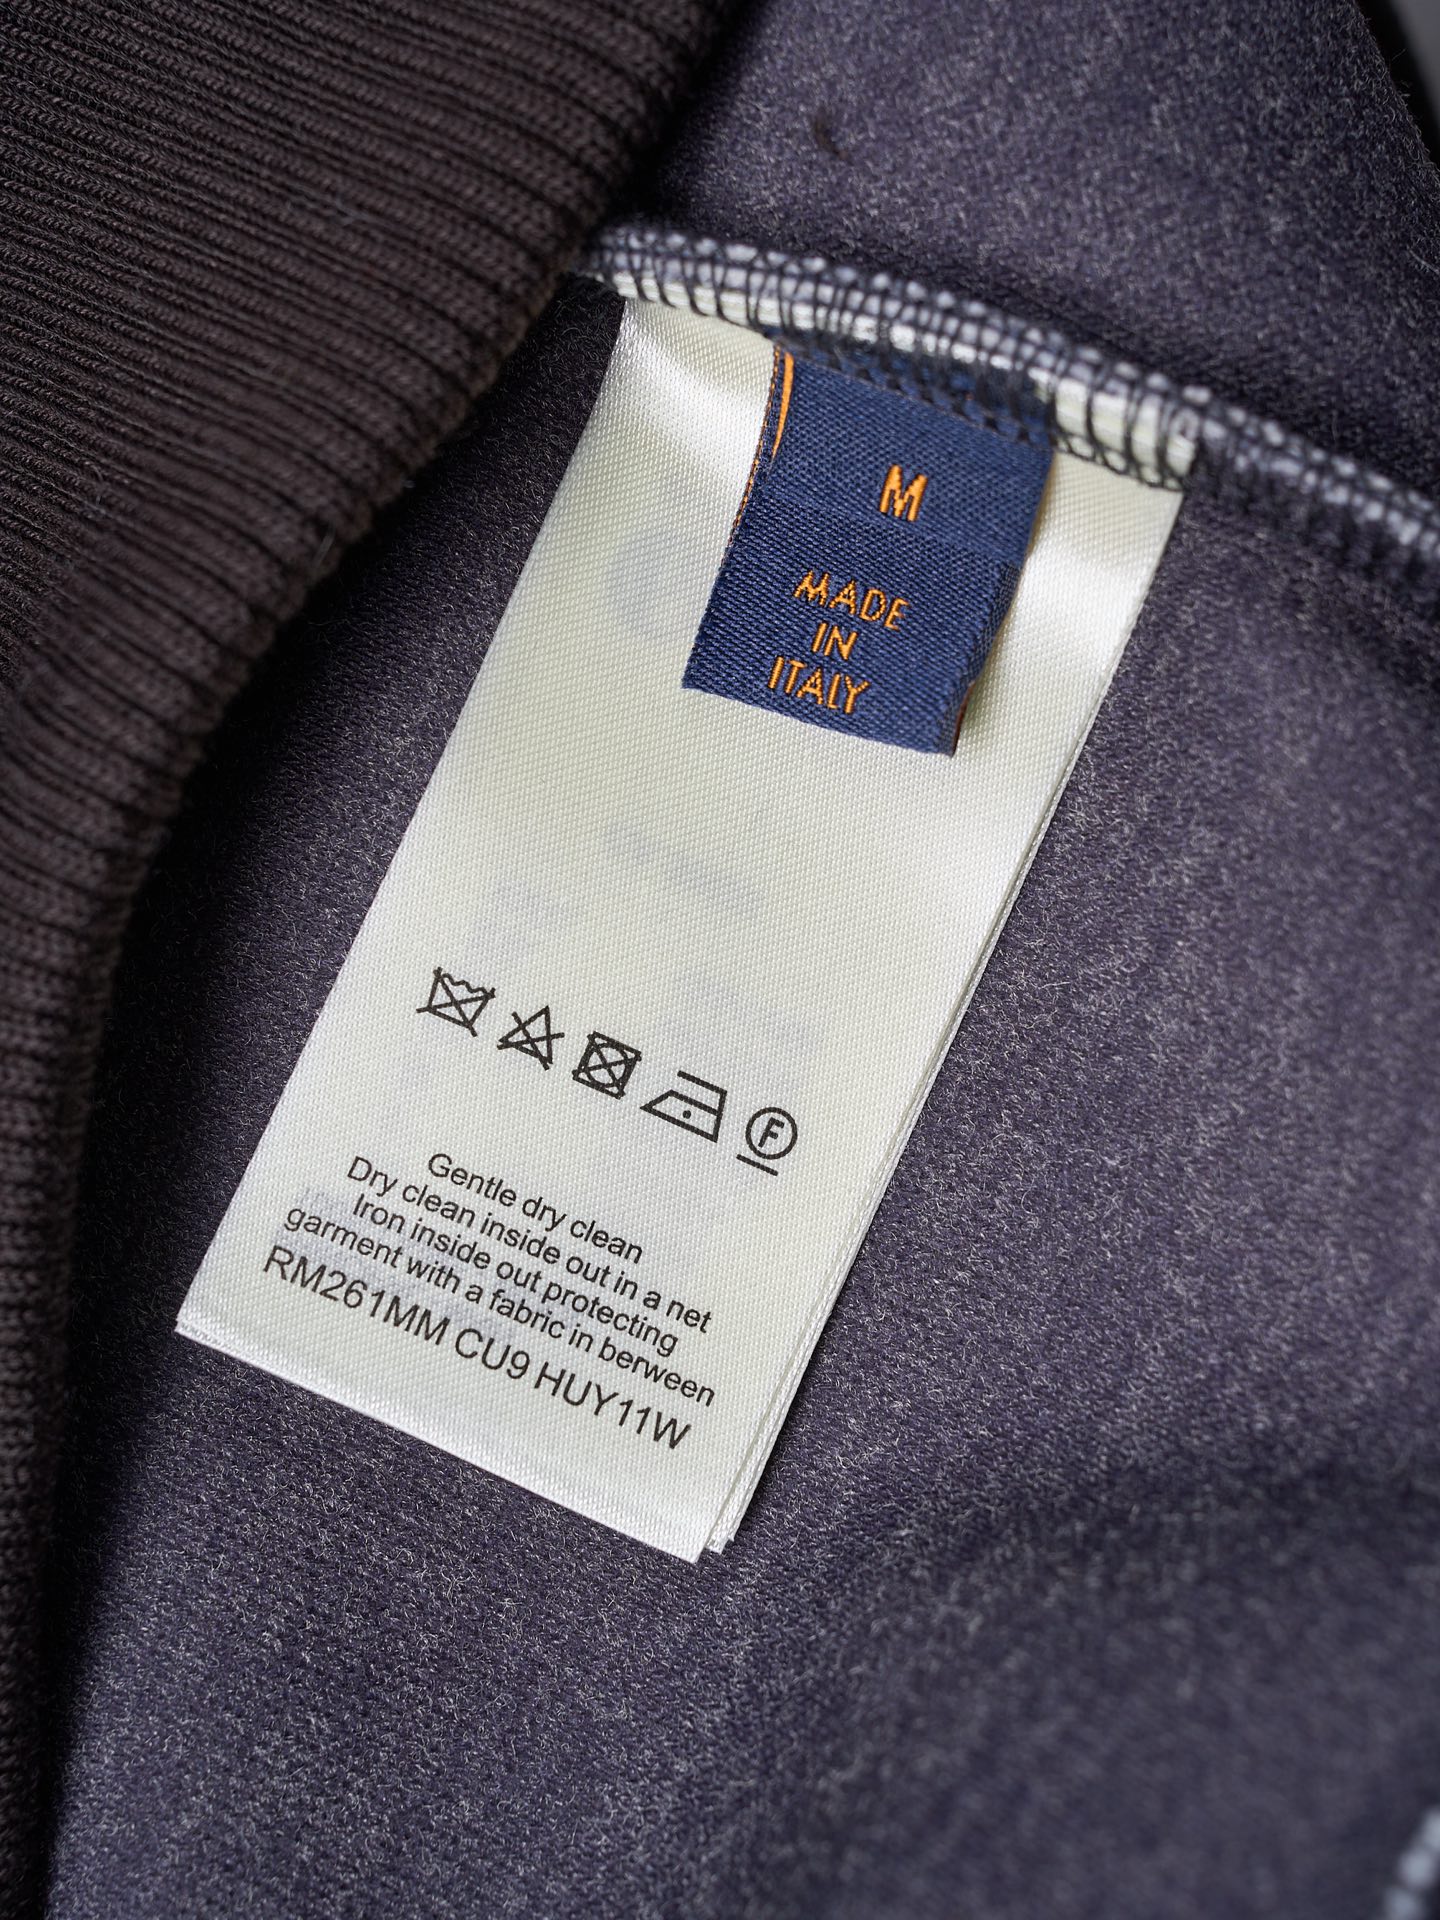 M
MADE
IN
ITALY
F
Gentle dry clean
Dry clean inside out in a net
Iron inside out protecting
garment with a fabric in berween
RM261MM CU9 HUY11W